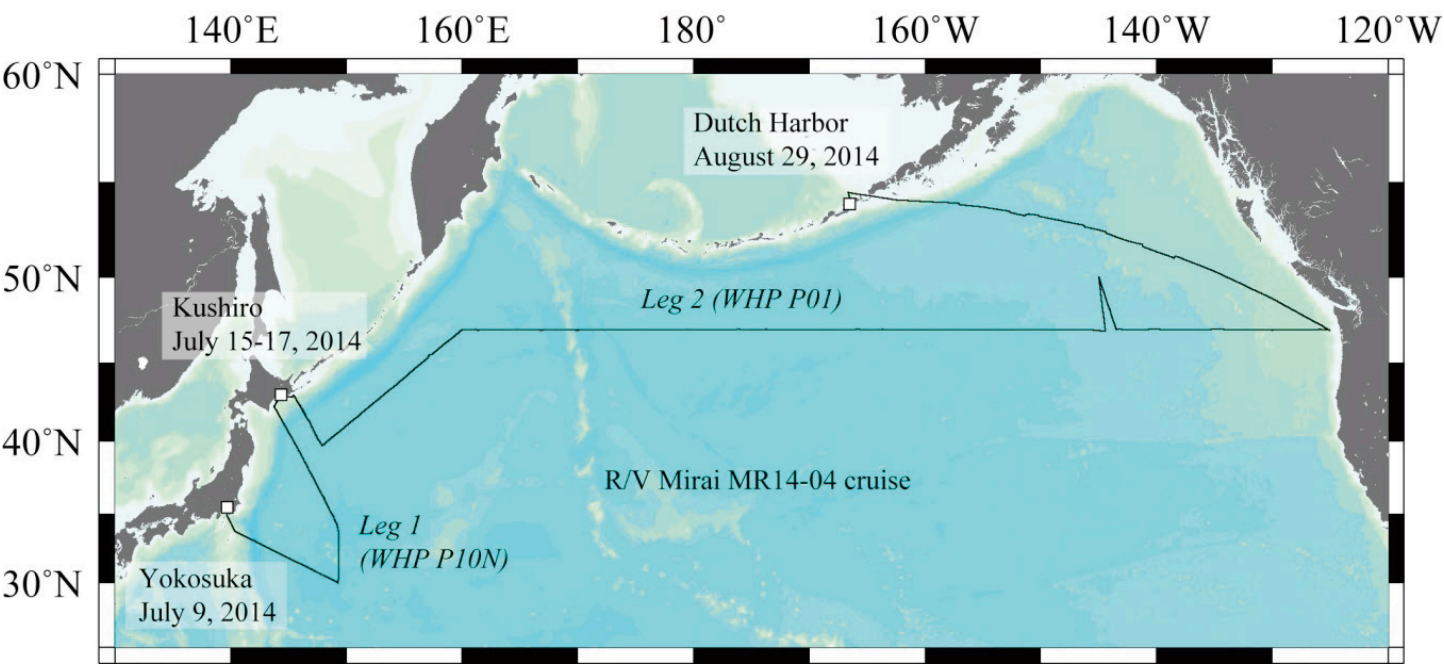 140˚E 160˚E 180˚ 160˚W 140˚W 120˚W
60˚N
Dutch Harbor
August 29, 2014
50˚N
Leg 2 (WHP P01)
Kushiro
July 15-17, 2014
40˚N
R/V Mirai MR14-04 cruise
Leg 1
(WHP P10N)
30˚N
Yokosuka
July 9, 2014